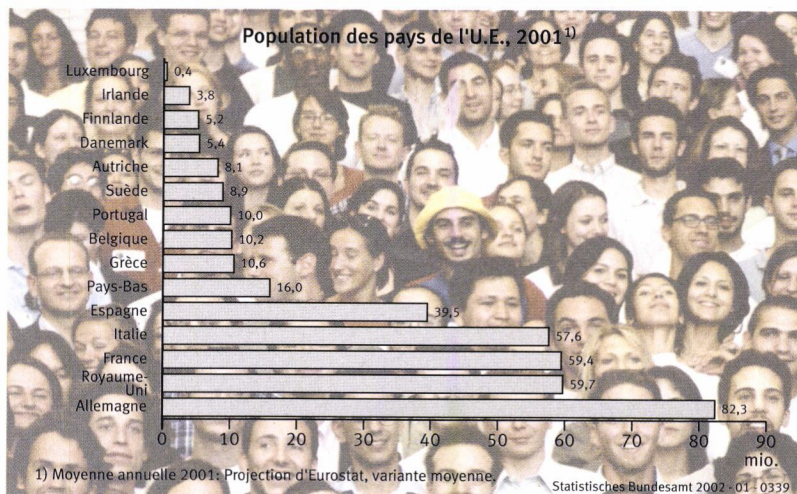 Population des pays de l'U.E., 2001¹⁾
Luxembourg 0,4
Irlande 3,8
Finnlande 5,2
Danemark 5,4
Autriche 8,1
Suède 8,9
Portugal 10,0
Belgique 10,2
Grèce 10,6
Pays-Bas 16,0
Espagne 39,5
Italie 57,6
France 59,4
Royaume-
Uni 59,7
Allemagne 82,3
0 10 20 30 40 50 60 70 80 90
mio.
1) Moyenne annuelle 2001: Projection d'Eurostat, variante moyenne.
Statistisches Bundesamt 2002 - 01 - 0339